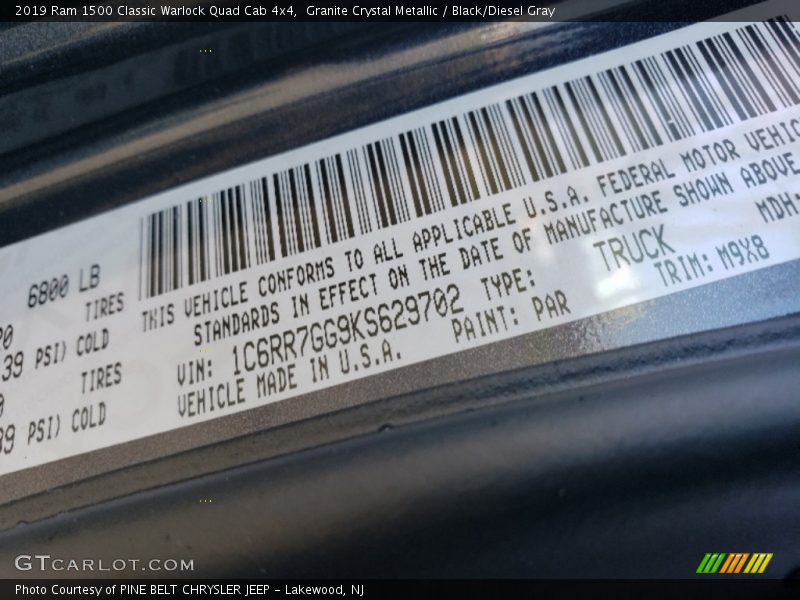 2019 Ram 1500 Classic Warlock Quad Cab 4x4,  Granite Crystal Metallic / Black/Diesel Gray
6800 LB
THIS VEHICLE CONFORMS TO ALL APPLICABLE U.S.A. FEDERAL MOTOR VEHIC
TIRES
STANDARDS IN EFFECT ON THE DATE OF MANUFACTURE SHOWN ABOVE.
39 PSI) COLD
VIN: 1C6RR7GG9KS629702 TYPE: TRUCK MDH:
TIRES
VEHICLE MADE IN U.S.A. PAINT: PAR TRIM: M9X8
39 PSI) COLD
GTCARLOT.COM
Photo Courtesy of PINE BELT CHRYSLER JEEP - Lakewood, NJ